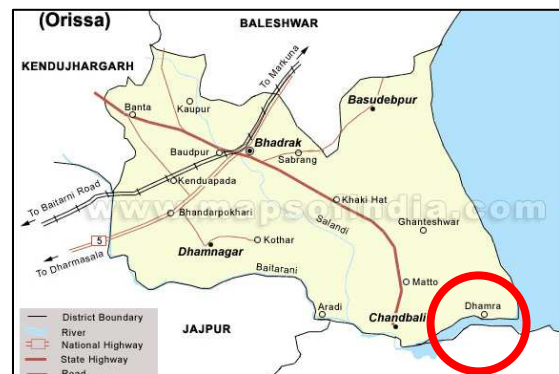 (Orissa)
BALESHWAR
KENDUJHARGARH
To Markuna
Banta
Kaupur
Basudebpur
Bhadrak
Baudpur
Sabrang
Kenduapada
To Baitarni Road
Khaki Hat
www.mapsofindia.com
Bhandarpokhari
Salandi
Ghanteshwar
5
Kothar
Dhamnagar
To Dharmasala
Baitarani
Matto
Aradi
Dhamra
Chandbali
JAJPUR
District Boundary
River
National Highway
State Highway
Road